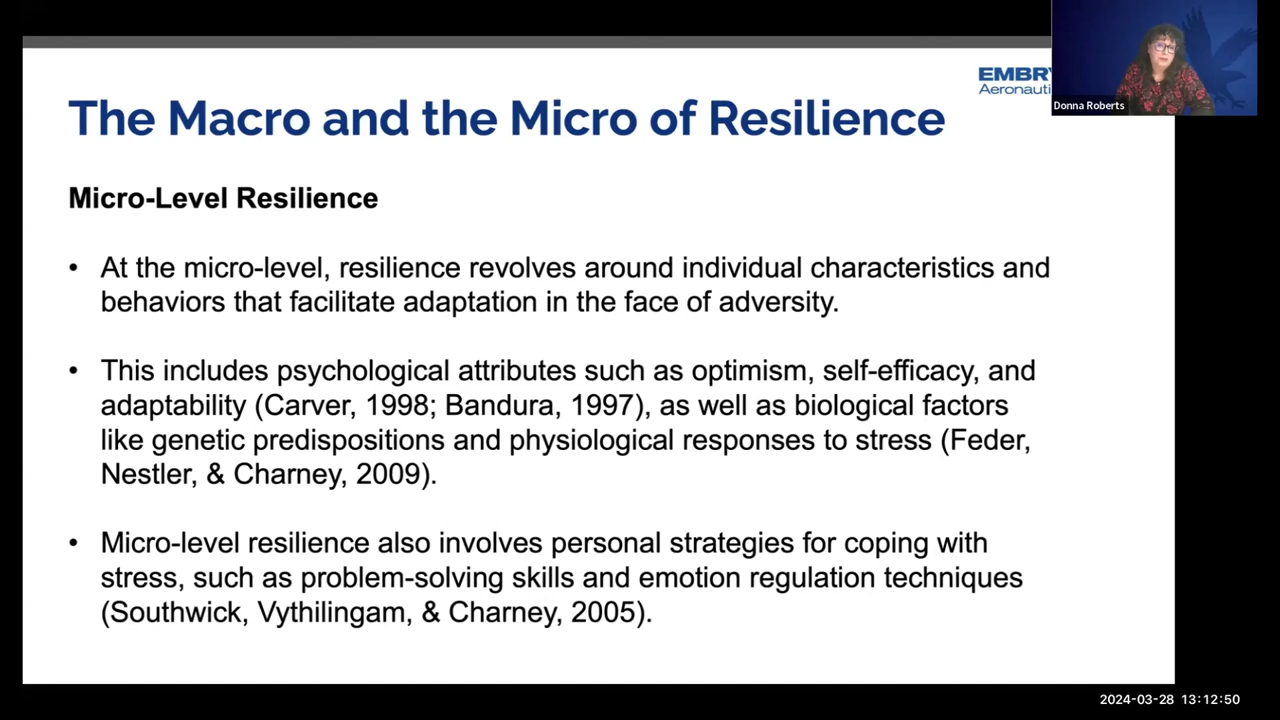 EMBRY
Aeronauti
Donna Roberts
The Macro and the Micro of Resilience
Micro-Level Resilience
• At the micro-level, resilience revolves around individual characteristics and
behaviors that facilitate adaptation in the face of adversity.
• This includes psychological attributes such as optimism, self-efficacy, and
adaptability (Carver, 1998; Bandura, 1997), as well as biological factors
like genetic predispositions and physiological responses to stress (Feder,
Nestler, & Charney, 2009).
• Micro-level resilience also involves personal strategies for coping with
stress, such as problem-solving skills and emotion regulation techniques
(Southwick, Vythilingam, & Charney, 2005).
2024-03-28 13:12:50